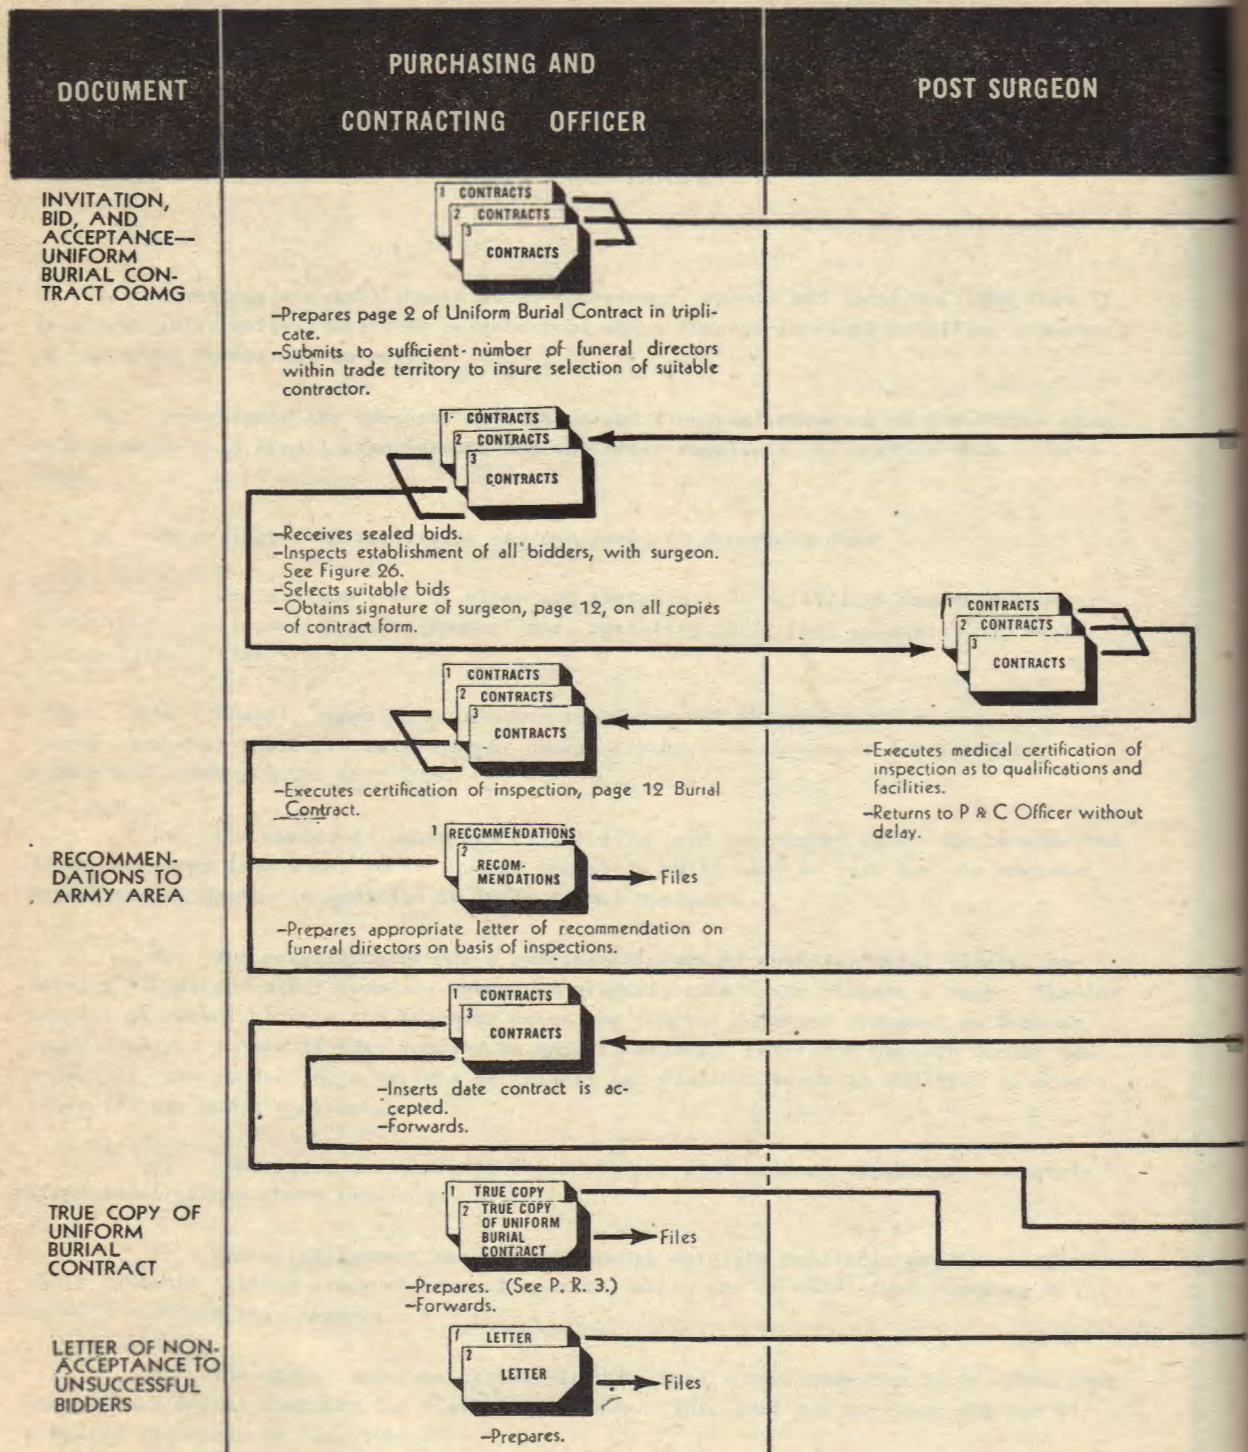 DOCUMENT
PURCHASING AND
CONTRACTING OFFICER
POST SURGEON
INVITATION,
BID, AND
ACCEPTANCE—
UNIFORM
BURIAL CON-
TRACT OQMG
1 CONTRACTS
2 CONTRACTS
3
CONTRACTS
–Prepares page 2 of Uniform Burial Contract in tripli-
cate.
–Submits to sufficient number of funeral directors
within trade territory to insure selection of suitable
contractor.
1 CONTRACTS
2 CONTRACTS
3
CONTRACTS
–Receives sealed bids.
–Inspects establishment of all bidders, with surgeon.
See Figure 26.
–Selects suitable bids
–Obtains signature of surgeon, page 12, on all copies
of contract form.
1 CONTRACTS
2 CONTRACTS
3
CONTRACTS
–Executes medical certification of
inspection as to qualifications and
facilities.
–Returns to P & C Officer without
delay.
1 CONTRACTS
2 CONTRACTS
3
CONTRACTS
–Executes certification of inspection, page 12 Burial
Contract.
RECOMMEN-
DATIONS TO
ARMY AREA
1 RECOMMENDATIONS
2
RECOM-
MENDATIONS
Files
–Prepares appropriate letter of recommendation on
funeral directors on basis of inspections.
1 CONTRACTS
3
CONTRACTS
–Inserts date contract is ac-
cepted.
–Forwards.
TRUE COPY OF
UNIFORM
BURIAL
CONTRACT
1 TRUE COPY
2 TRUE COPY
OF UNIFORM
BURIAL
CONTRACT
Files
–Prepares. (See P. R. 3.)
–Forwards.
LETTER OF NON-
ACCEPTANCE TO
UNSUCCESSFUL
BIDDERS
1 LETTER
2
LETTER
Files
–Prepares.